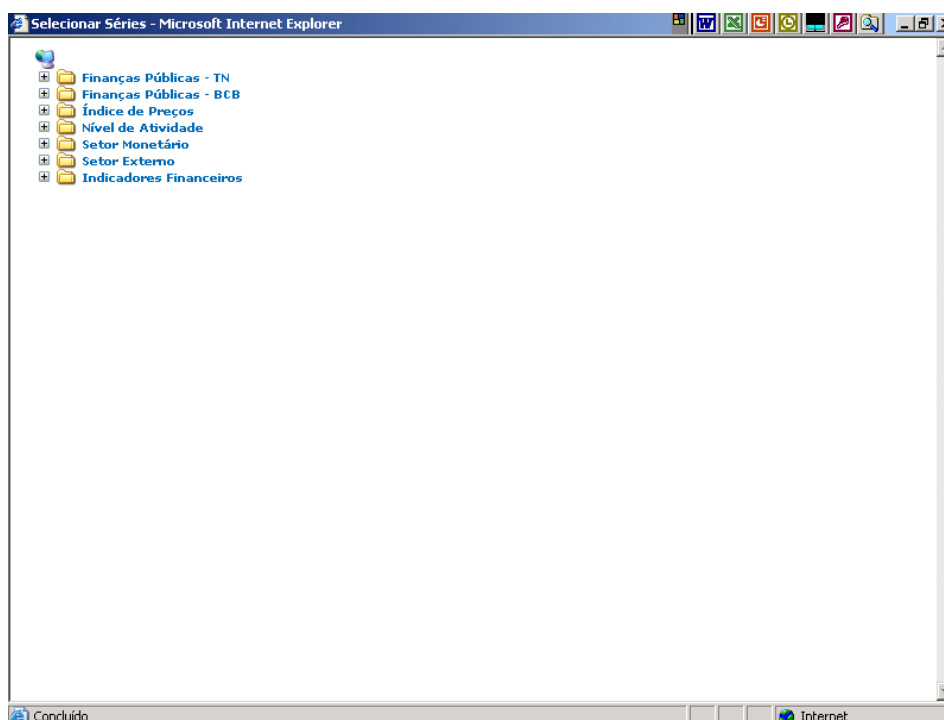 Selecionar Séries - Microsoft Internet Explorer
Finanças Públicas - TN
Finanças Públicas - BCB
Índice de Preços
Nível de Atividade
Setor Monetário
Setor Externo
Indicadores Financeiros
Concluído
Internet